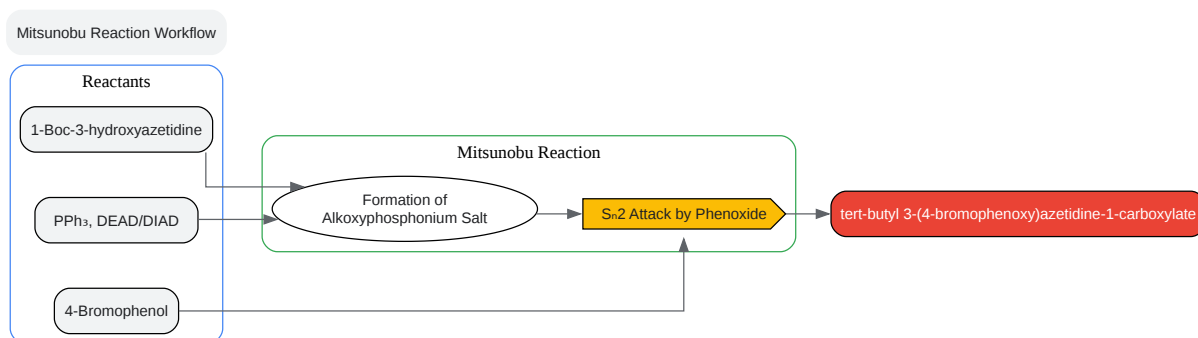 Mitsunobu Reaction Workflow
Reactants
1-Boc-3-hydroxyazetidine
Mitsunobu Reaction
Formation of
Alkoxyphosphonium Salt
PPh₃, DEAD/DIAD
Sₙ2 Attack by Phenoxide
tert-butyl 3-(4-bromophenoxy)azetidine-1-carboxylate
4-Bromophenol